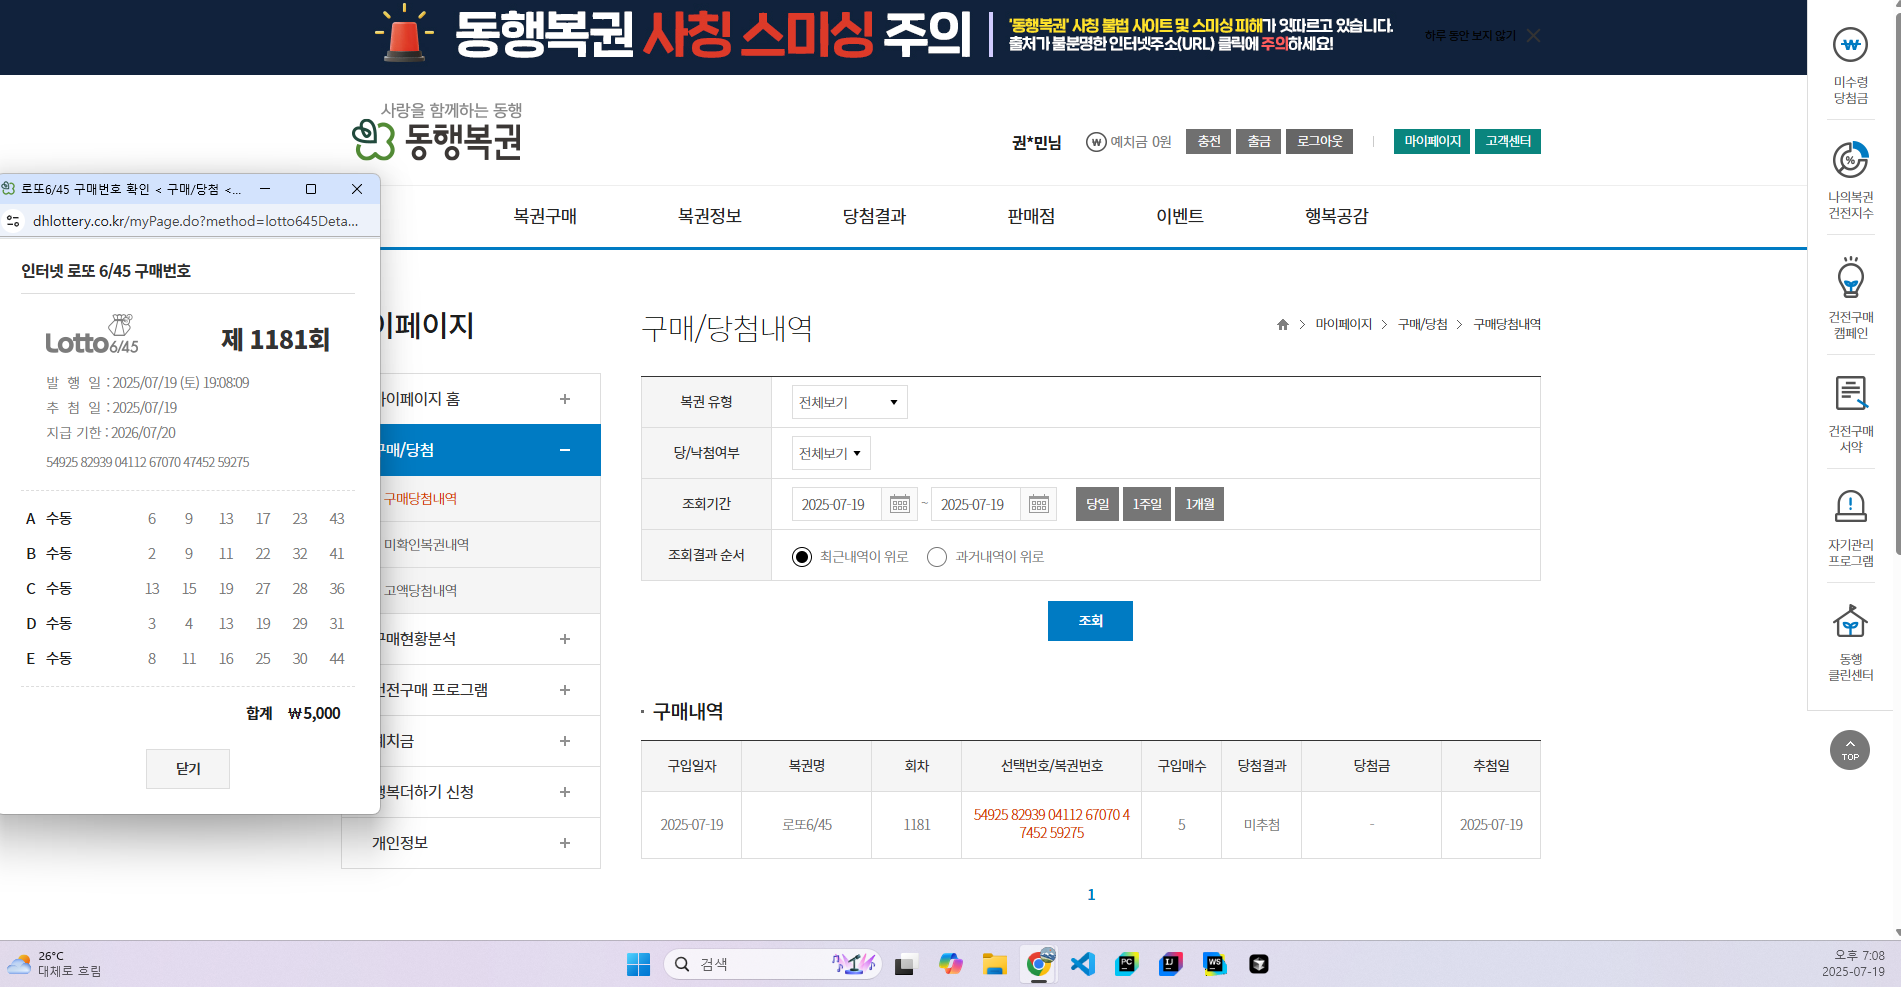 동행복권 사칭 스미싱 주의
'동행복권' 사칭 불법 사이트 및 스미싱 피해가 잇따르고 있습니다.
출처가 불분명한 인터넷주소(URL) 클릭에 주의하세요!
하루 동안 보지 않기
사랑을 함께하는 동행
동행복권
권*민님
예치금 0원
충전
출금
로그아웃
마이페이지
고객센터
복권구매
복권정보
당첨결과
판매점
이벤트
행복공감
로또6/45 구매번호 확인 < 구매/당첨 <...
dhlottery.co.kr/myPage.do?method=lotto645Deta...
인터넷 로또 6/45 구매번호
Lotto6/45
제 1181회
발 행 일 : 2025/07/19 (토) 19:08:09
추 첨 일 : 2025/07/19
지급 기한 : 2026/07/20
54925 82939 04112 67070 47452 59275
A 수동 6 9 13 17 23 43
B 수동 2 9 11 22 32 41
C 수동 13 15 19 27 28 36
D 수동 3 4 13 19 29 31
E 수동 8 11 16 25 30 44
합계 ₩5,000
닫기
이페이지
마이페이지 홈
구매/당첨
구매당첨내역
미확인복권내역
고액당첨내역
구매현황분석
건전구매 프로그램
예치금
행복더하기 신청
개인정보
구매/당첨내역
마이페이지 > 구매/당첨 > 구매당첨내역
복권 유형 전체보기
당/낙첨여부 전체보기
조회기간 2025-07-19 ~ 2025-07-19 당일 1주일 1개월
조회결과 순서 최근내역이 위로 과거내역이 위로
조회
구매내역
구입일자 복권명 회차 선택번호/복권번호 구입매수 당첨결과 당첨금 추첨일
2025-07-19 로또6/45 1181 54925 82939 04112 67070 4
7452 59275 5 미추첨 - 2025-07-19
1
미수령
당첨금
나의복권
건전지수
건전구매
캠페인
건전구매
서약
자기관리
프로그램
동행
클린센터
TOP
26°C
대체로 흐림
검색
PC
IJ
WS
오후 7:08
2025-07-19